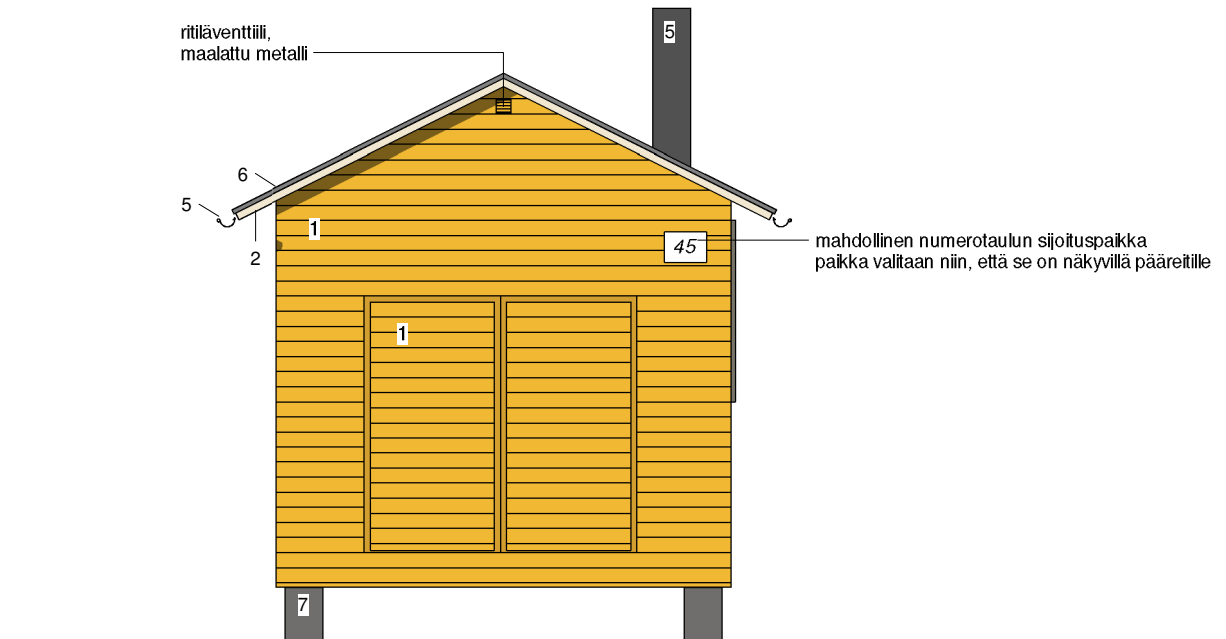 ritiläventtiili,
maalattu metalli
5
6
5
1
2
45
mahdollinen numerotaulun sijoituspaikka
paikka valitaan niin, että se on näkyvillä pääreitille
1
7